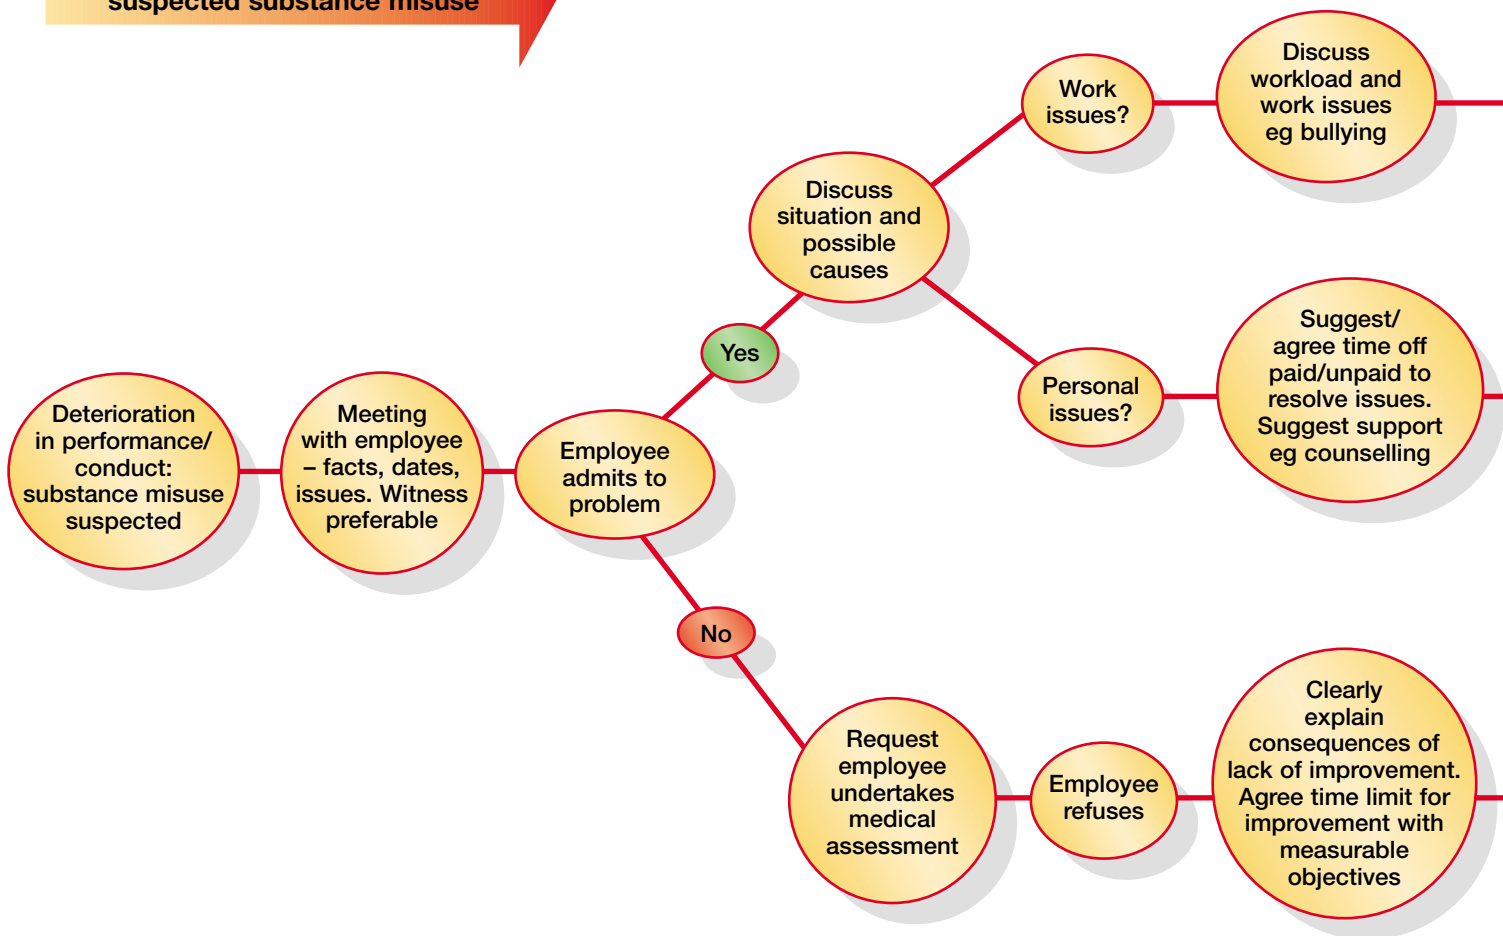 suspected substance misuse
Deterioration
in performance/
conduct:
substance misuse
suspected
Meeting
with employee
– facts, dates,
issues. Witness
preferable
Employee
admits to
problem
Yes
Discuss
situation and
possible
causes
Work
issues?
Discuss
workload and
work issues
eg bullying
Personal
issues?
Suggest/
agree time off
paid/unpaid to
resolve issues.
Suggest support
eg counselling
No
Request
employee
undertakes
medical
assessment
Employee
refuses
Clearly
explain
consequences of
lack of improvement.
Agree time limit for
improvement with
measurable
objectives